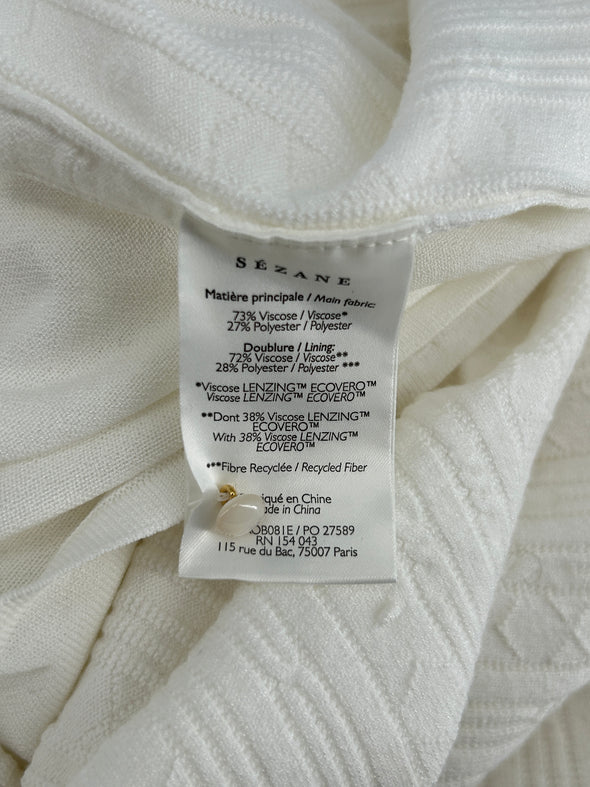 SÉZANE
Matière principale / Main fabric:
73% Viscose / Viscose*
27% Polyester / Polyester
Doublure / Lining:
72% Viscose / Viscose**
28% Polyester / Polyester ***
*Viscose LENZING™ ECOVERO™
Viscose LENZING™ ECOVERO™
**Dont 38% Viscose LENZING™
ECOVERO™
With 38% Viscose LENZING™
ECOVERO™
***Fibre Recyclée / Recycled Fiber
en Chine
in China
/ PO 27589
RN 154 043
115 rue du Bac, 75007 Paris